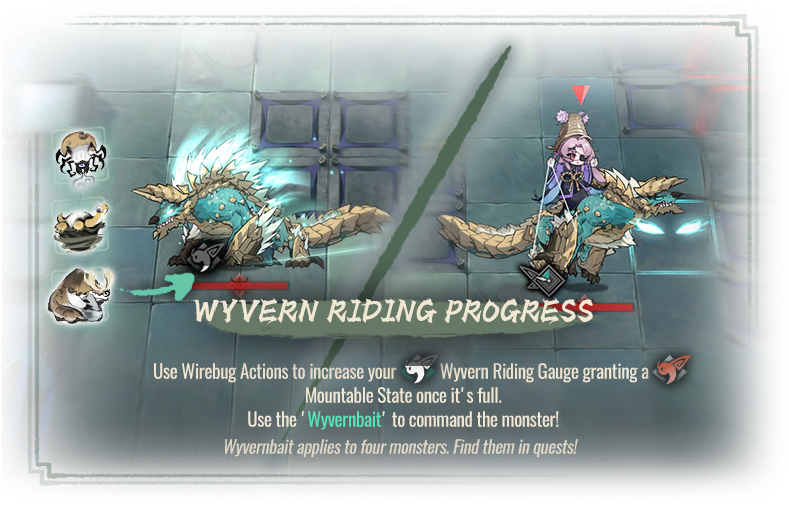 WYVERN RIDING PROGRESS
Use Wirebug Actions to increase your Wyvern Riding Gauge granting a
Mountable State once it's full.
Use the 'Wyvernbait' to command the monster!
Wyvernbait applies to four monsters. Find them in quests!